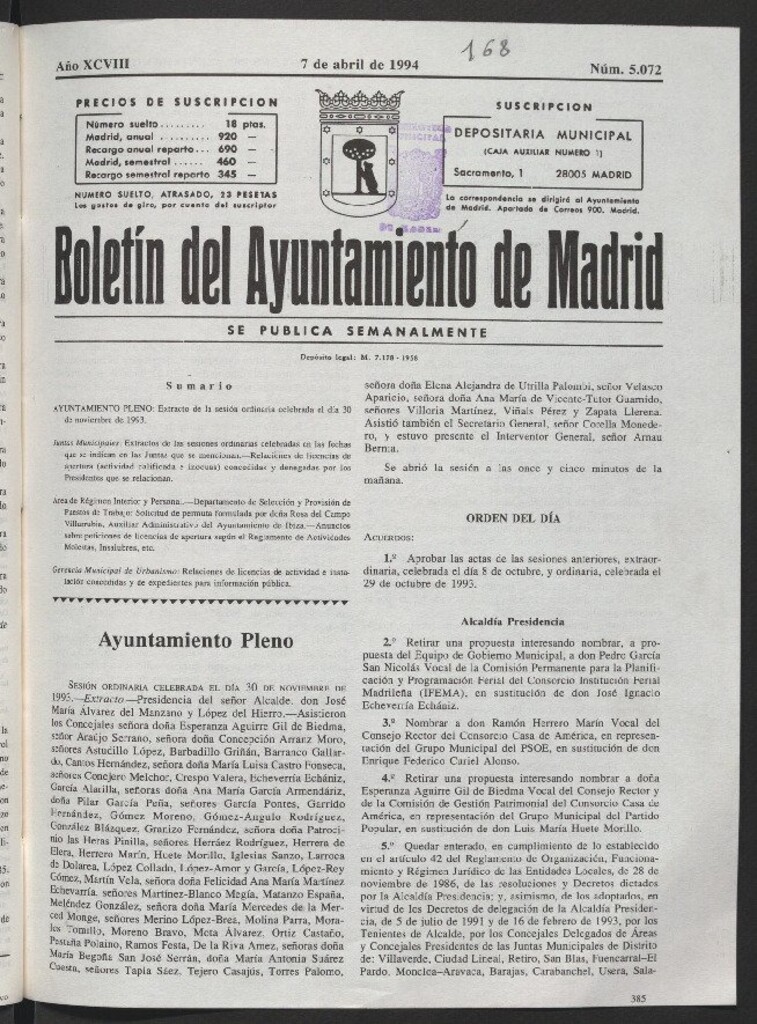 168
Año XCVIII
7 de abril de 1994
Núm. 5.072
PRECIOS DE SUSCRIPCION
Número suelto......... 18 ptas.
Madrid, anual .......... 920 —
Recargo anual reparto... 690 —
Madrid, semestral ...... 460 —
Recargo semestral reparto 345 —
NUMERO SUELTO, ATRASADO, 23 PESETAS
Los gastos de giro, por cuenta del suscriptor
SUSCRIPCION
DEPOSITARIA MUNICIPAL
(CAJA AUXILIAR NUMERO 1)
Sacramento, 1 28005 MADRID
La correspondencia se dirigirá al Ayuntamiento
de Madrid. Apartado de Correos 900. Madrid.
Boletín del Ayuntamiento de Madrid
SE PUBLICA SEMANALMENTE
Depósito legal: M. 7.178 - 1958
Sumario
AYUNTAMIENTO PLENO: Extracto de la sesión ordinaria celebrada el día 30
de noviembre de 1993.
Juntas Municipales: Extractos de las sesiones ordinarias celebradas en las fechas
que se indican en las Juntas que se mencionan.—Relaciones de licencias de
apertura (actividad calificada e inocuas) concedidas y denegadas por los
Presidentes que se relacionan.
Area de Régimen Interior y Personal.—Departamento de Selección y Provisión de
Puestos de Trabajo: Solicitud de permuta formulada por doña Rosa del Campo
Villarrubia, Auxiliar Administrativo del Ayuntamiento de Ibiza.—Anuncios
sobre peticiones de licencias de apertura según el Reglamento de Actividades
Molestas, Insalubres, etc.
Gerencia Municipal de Urbanismo: Relaciones de licencias de actividad e insta-
lación concedidas y de expedientes para información pública.
Ayuntamiento Pleno
SESIÓN ORDINARIA CELEBRADA EL DÍA 30 DE NOVIEMBRE DE
1993.—Extracto—Presidencia del señor Alcalde, don José
María Alvarez del Manzano y López del Hierro.—Asistieron
los Concejales señora doña Esperanza Aguirre Gil de Biedma,
señor Araújo Serrano, señora doña Concepción Arranz Moro,
señores Astucillo López, Barbadillo Griñán, Barranco Gallar-
do, Cantos Hernández, señora doña María Luisa Castro Fonseca,
señores Conejero Melchor, Crespo Valera, Echeverría Echániz,
García Alarilla, señoras doña Ana María García Armendáriz,
doña Pilar García Peña, señores García Pontes, Garrido
Hernández, Gómez Moreno, Gómez-Angulo Rodríguez,
González Blázquez, Granizo Fernández, señora doña Patroci-
nio las Heras Pinilla, señores Herráez Rodríguez, Herrera de
Elera, Herrero Marín, Huete Morillo, Iglesias Sanzo, Larroca
de Dolarea, López Collado, López-Amor y García, López-Rey
Gómez, Martín Vela, señora doña Felicidad Ana María Martínez
Echevarría, señores Martínez-Blanco Megía, Matanzo España,
Meléndez González, señora doña María Mercedes de la Mer-
ced Monge, señores Merino López-Brea, Molina Parra, Mora-
les Tomillo, Moreno Bravo, Mota Álvarez, Ortiz Castaño,
Pastaña Polaino, Ramos Festa, De la Riva Amez, señoras doña
María Begoña San José Serrán, doña María Antonia Suárez
Cuesta, señores Tapia Sáez, Tejero Casajús, Torres Palomo,
señora doña Elena Alejandra de Utrilla Palombi, señor Velasco
Aparicio, señora doña Ana María de Vicente-Tutor Guarnido,
señores Villoria Martínez, Viñals Pérez y Zapata Llerena.
Asistió también el Secretario General, señor Corella Monede-
ro, y estuvo presente el Interventor General, señor Arnau
Bernia.
Se abrió la sesión a las once y cinco minutos de la
mañana.
ORDEN DEL DÍA
ACUERDOS:
1.º Aprobar las actas de las sesiones anteriores, extraor-
dinaria, celebrada el día 8 de octubre, y ordinaria, celebrada el
29 de octubre de 1993.
Alcaldía Presidencia
2.º Retirar una propuesta interesando nombrar, a pro-
puesta del Equipo de Gobierno Municipal, a don Pedro García
San Nicolás Vocal de la Comisión Permanente para la Planifi-
cación y Programación Ferial del Consorcio Institución Ferial
Madrileña (IFEMA), en sustitución de don José Ignacio
Echeverría Echániz.
3.º Nombrar a don Ramón Herrero Marín Vocal del
Consejo Rector del Consorcio Casa de América, en represen-
tación del Grupo Municipal del PSOE, en sustitución de don
Enrique Federico Cariel Alonso.
4.º Retirar una propuesta interesando nombrar a doña
Esperanza Aguirre Gil de Biedma Vocal del Consejo Rector y
de la Comisión de Gestión Patrimonial del Consorcio Casa de
América, en representación del Grupo Municipal del Partido
Popular, en sustitución de don Luis María Huete Morillo.
5.º Quedar enterado, en cumplimiento de lo establecido
en el artículo 42 del Reglamento de Organización, Funciona-
miento y Régimen Jurídico de las Entidades Locales, de 28 de
noviembre de 1986, de las resoluciones y Decretos dictados
por la Alcaldía Presidencia; y, asimismo, de los adoptados, en
virtud de los Decretos de delegación de la Alcaldía Presiden-
cia, de 5 de julio de 1991 y de 16 de febrero de 1993, por los
Tenientes de Alcalde, por los Concejales Delegados de Áreas
y Concejales Presidentes de las Juntas Municipales de Distrito
de: Villaverde, Ciudad Lineal, Retiro, San Blas, Fuencarral-El
Pardo, Moncloa-Aravaca, Barajas, Carabanchel, Usera, Sala-
385